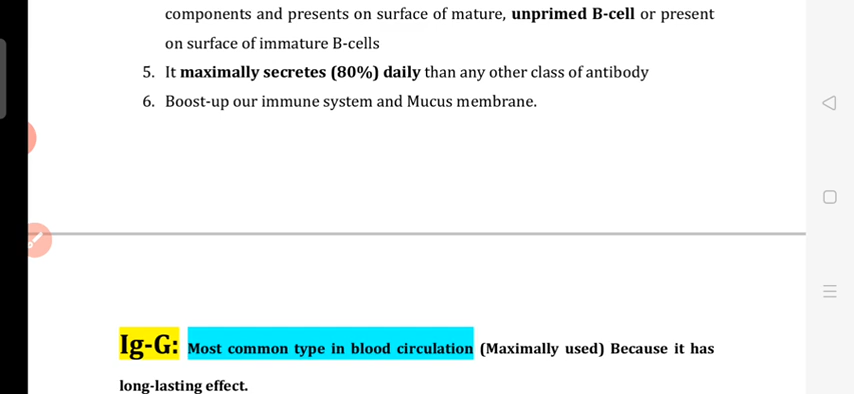 components and presents on surface of mature, unprimed B-cell or present
on surface of immature B-cells
5. It maximally secretes (80%) daily than any other class of antibody
6. Boost-up our immune system and Mucus membrane.
Ig-G: Most common type in blood circulation (Maximally used) Because it has
long-lasting effect.